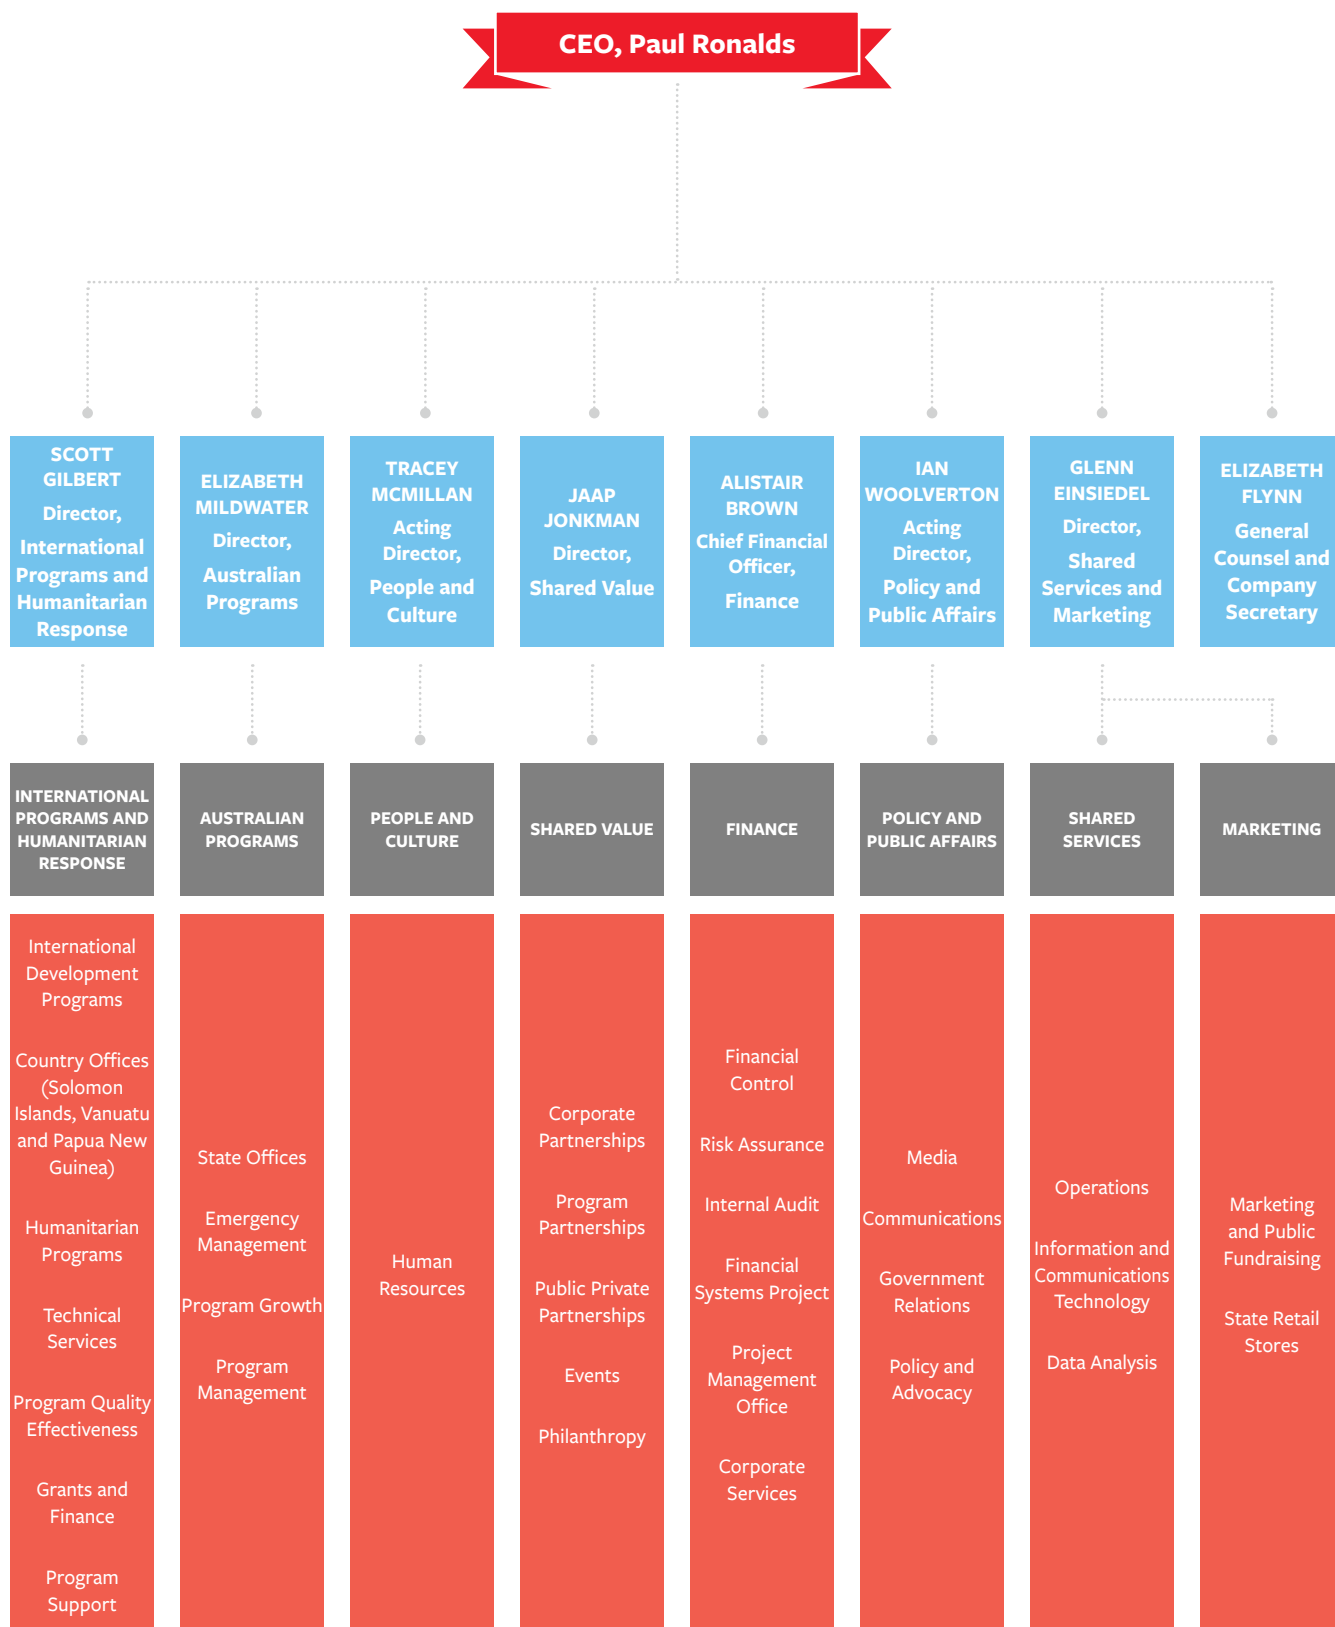 CEO, Paul Ronalds
SCOTT
GILBERT
Director,
International
Programs and
Humanitarian
Response
ELIZABETH
MILDWATER
Director,
Australian
Programs
TRACEY
MCMILLAN
Acting
Director,
People and
Culture
JAAP
JONKMAN
Director,
Shared Value
ALISTAIR
BROWN
Chief Financial
Officer,
Finance
IAN
WOOLVERTON
Acting
Director,
Policy and
Public Affairs
GLENN
EINSIEDEL
Director,
Shared
Services and
Marketing
ELIZABETH
FLYNN
General
Counsel and
Company
Secretary
INTERNATIONAL
PROGRAMS AND
HUMANITARIAN
RESPONSE
AUSTRALIAN
PROGRAMS
PEOPLE AND
CULTURE
SHARED VALUE
FINANCE
POLICY AND
PUBLIC AFFAIRS
SHARED
SERVICES
MARKETING
International
Development
Programs
Country Offices
(Solomon
Islands, Vanuatu
and Papua New
Guinea)
Humanitarian
Programs
Technical
Services
Program Quality
Effectiveness
Grants and
Finance
Program
Support
State Offices
Emergency
Management
Program Growth
Program
Management
Human
Resources
Corporate
Partnerships
Program
Partnerships
Public Private
Partnerships
Events
Philanthropy
Financial
Control
Risk Assurance
Internal Audit
Financial
Systems Project
Project
Management
Office
Corporate
Services
Media
Communications
Government
Relations
Policy and
Advocacy
Operations
Information and
Communications
Technology
Data Analysis
Marketing
and Public
Fundraising
State Retail
Stores